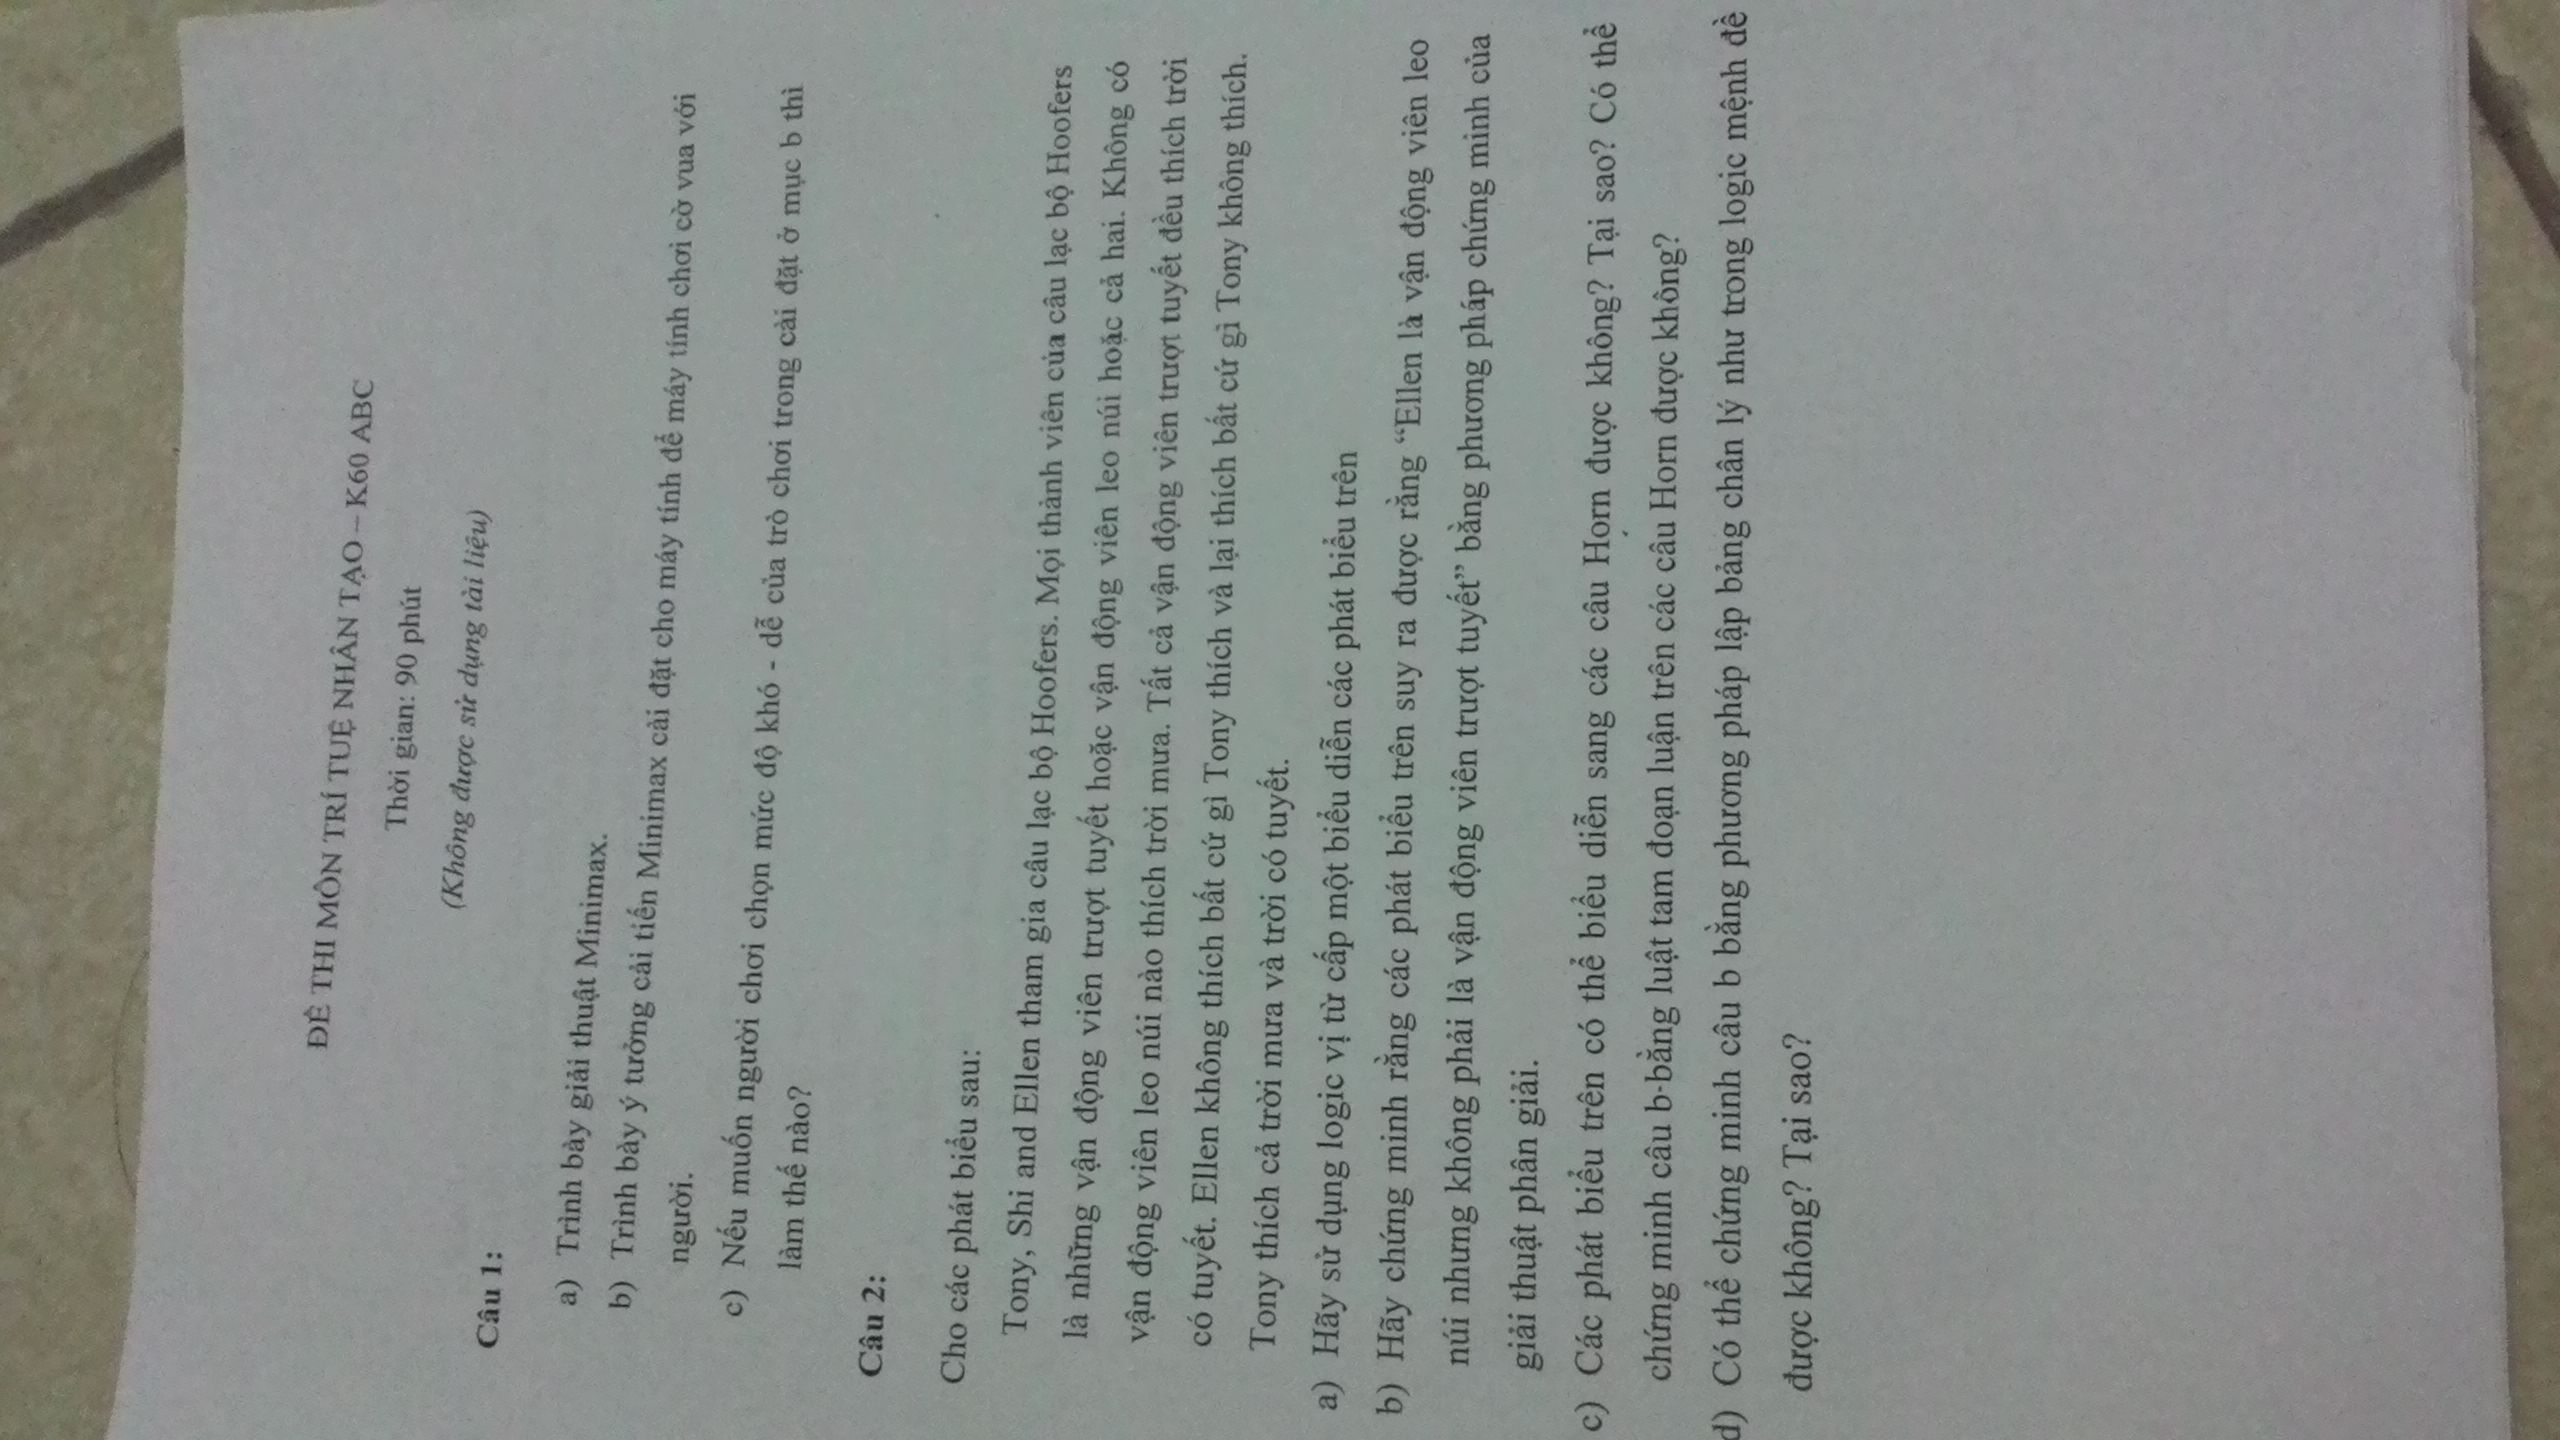 ĐỀ THI MÔN TRÍ TUỆ NHÂN TẠO – K60 ABC
Thời gian: 90 phút
(Không được sử dụng tài liệu)
Câu 1:
a) Trình bày giải thuật Minimax.
b) Trình bày ý tưởng cải tiến Minimax cài đặt cho máy tính để máy tính chơi cờ vua với
người.
c) Nếu muốn người chơi chọn mức độ khó - dễ của trò chơi trong cài đặt ở mục b thì
làm thế nào?
Câu 2:
Cho các phát biểu sau:
Tony, Shi and Ellen tham gia câu lạc bộ Hoofers. Mọi thành viên của câu lạc bộ Hoofers
là những vận động viên trượt tuyết hoặc vận động viên leo núi hoặc cả hai. Không có
vận động viên leo núi nào thích trời mưa. Tất cả vận động viên trượt tuyết đều thích trời
có tuyết. Ellen không thích bất cứ gì Tony thích và lại thích bất cứ gì Tony không thích.
Tony thích cả trời mưa và trời có tuyết.
a) Hãy sử dụng logic vị từ cấp một biểu diễn các phát biểu trên
b) Hãy chứng minh rằng các phát biểu trên suy ra được rằng “Ellen là vận động viên leo
núi nhưng không phải là vận động viên trượt tuyết” bằng phương pháp chứng minh của
giải thuật phân giải.
c) Các phát biểu trên có thể biểu diễn sang các câu Horn được không? Tại sao? Có thể
chứng minh câu b bằng luật tam đoạn luận trên các câu Horn được không?
d) Có thể chứng minh câu b bằng phương pháp lập bảng chân lý như trong logic mệnh đề
được không? Tại sao?